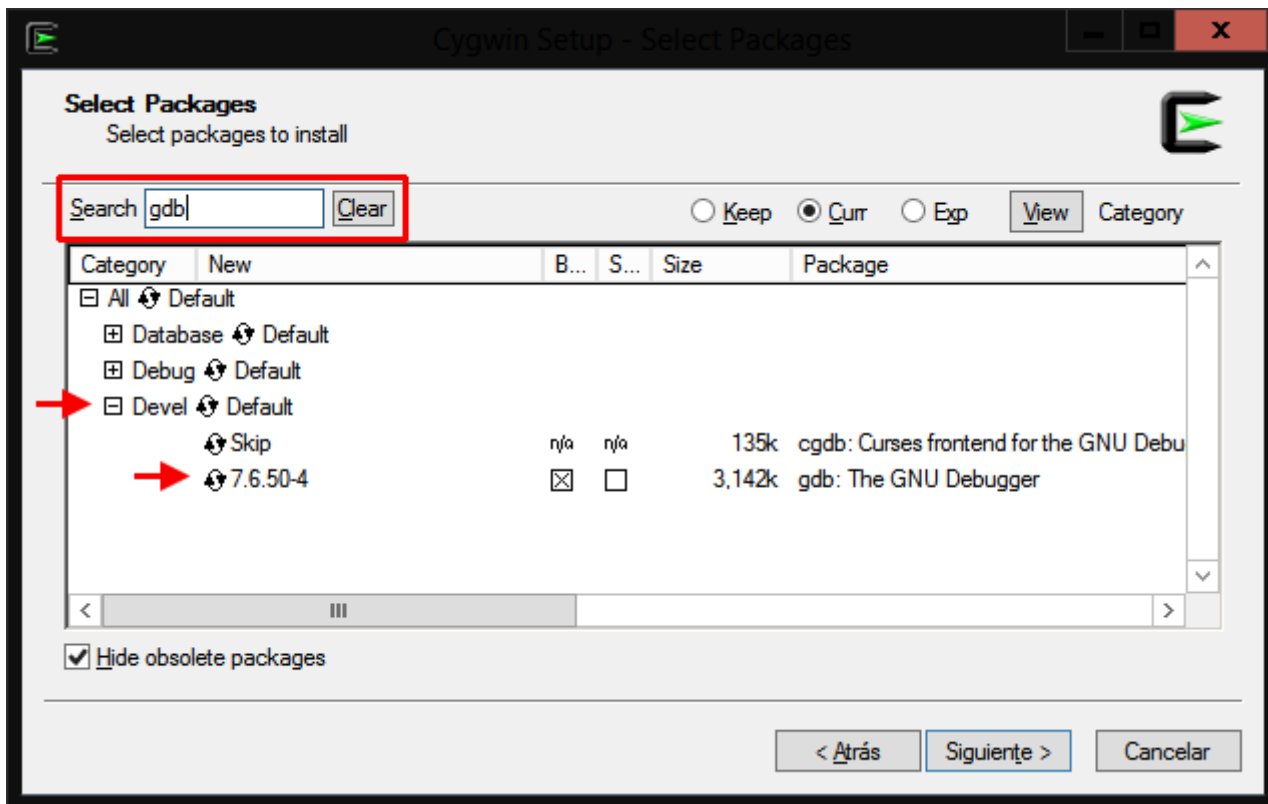 Cygwin Setup - Select Packages
x
Select Packages
Select packages to install
Search gdb Clear Keep Curr Exp View Category
Category New B... S... Size Package
All Default
Database Default
Debug Default
Devel Default
Skip n/a n/a 135k cgdb: Curses frontend for the GNU Debu
7.6.50-4 3,142k gdb: The GNU Debugger
Hide obsolete packages
< Atrás Siguiente > Cancelar